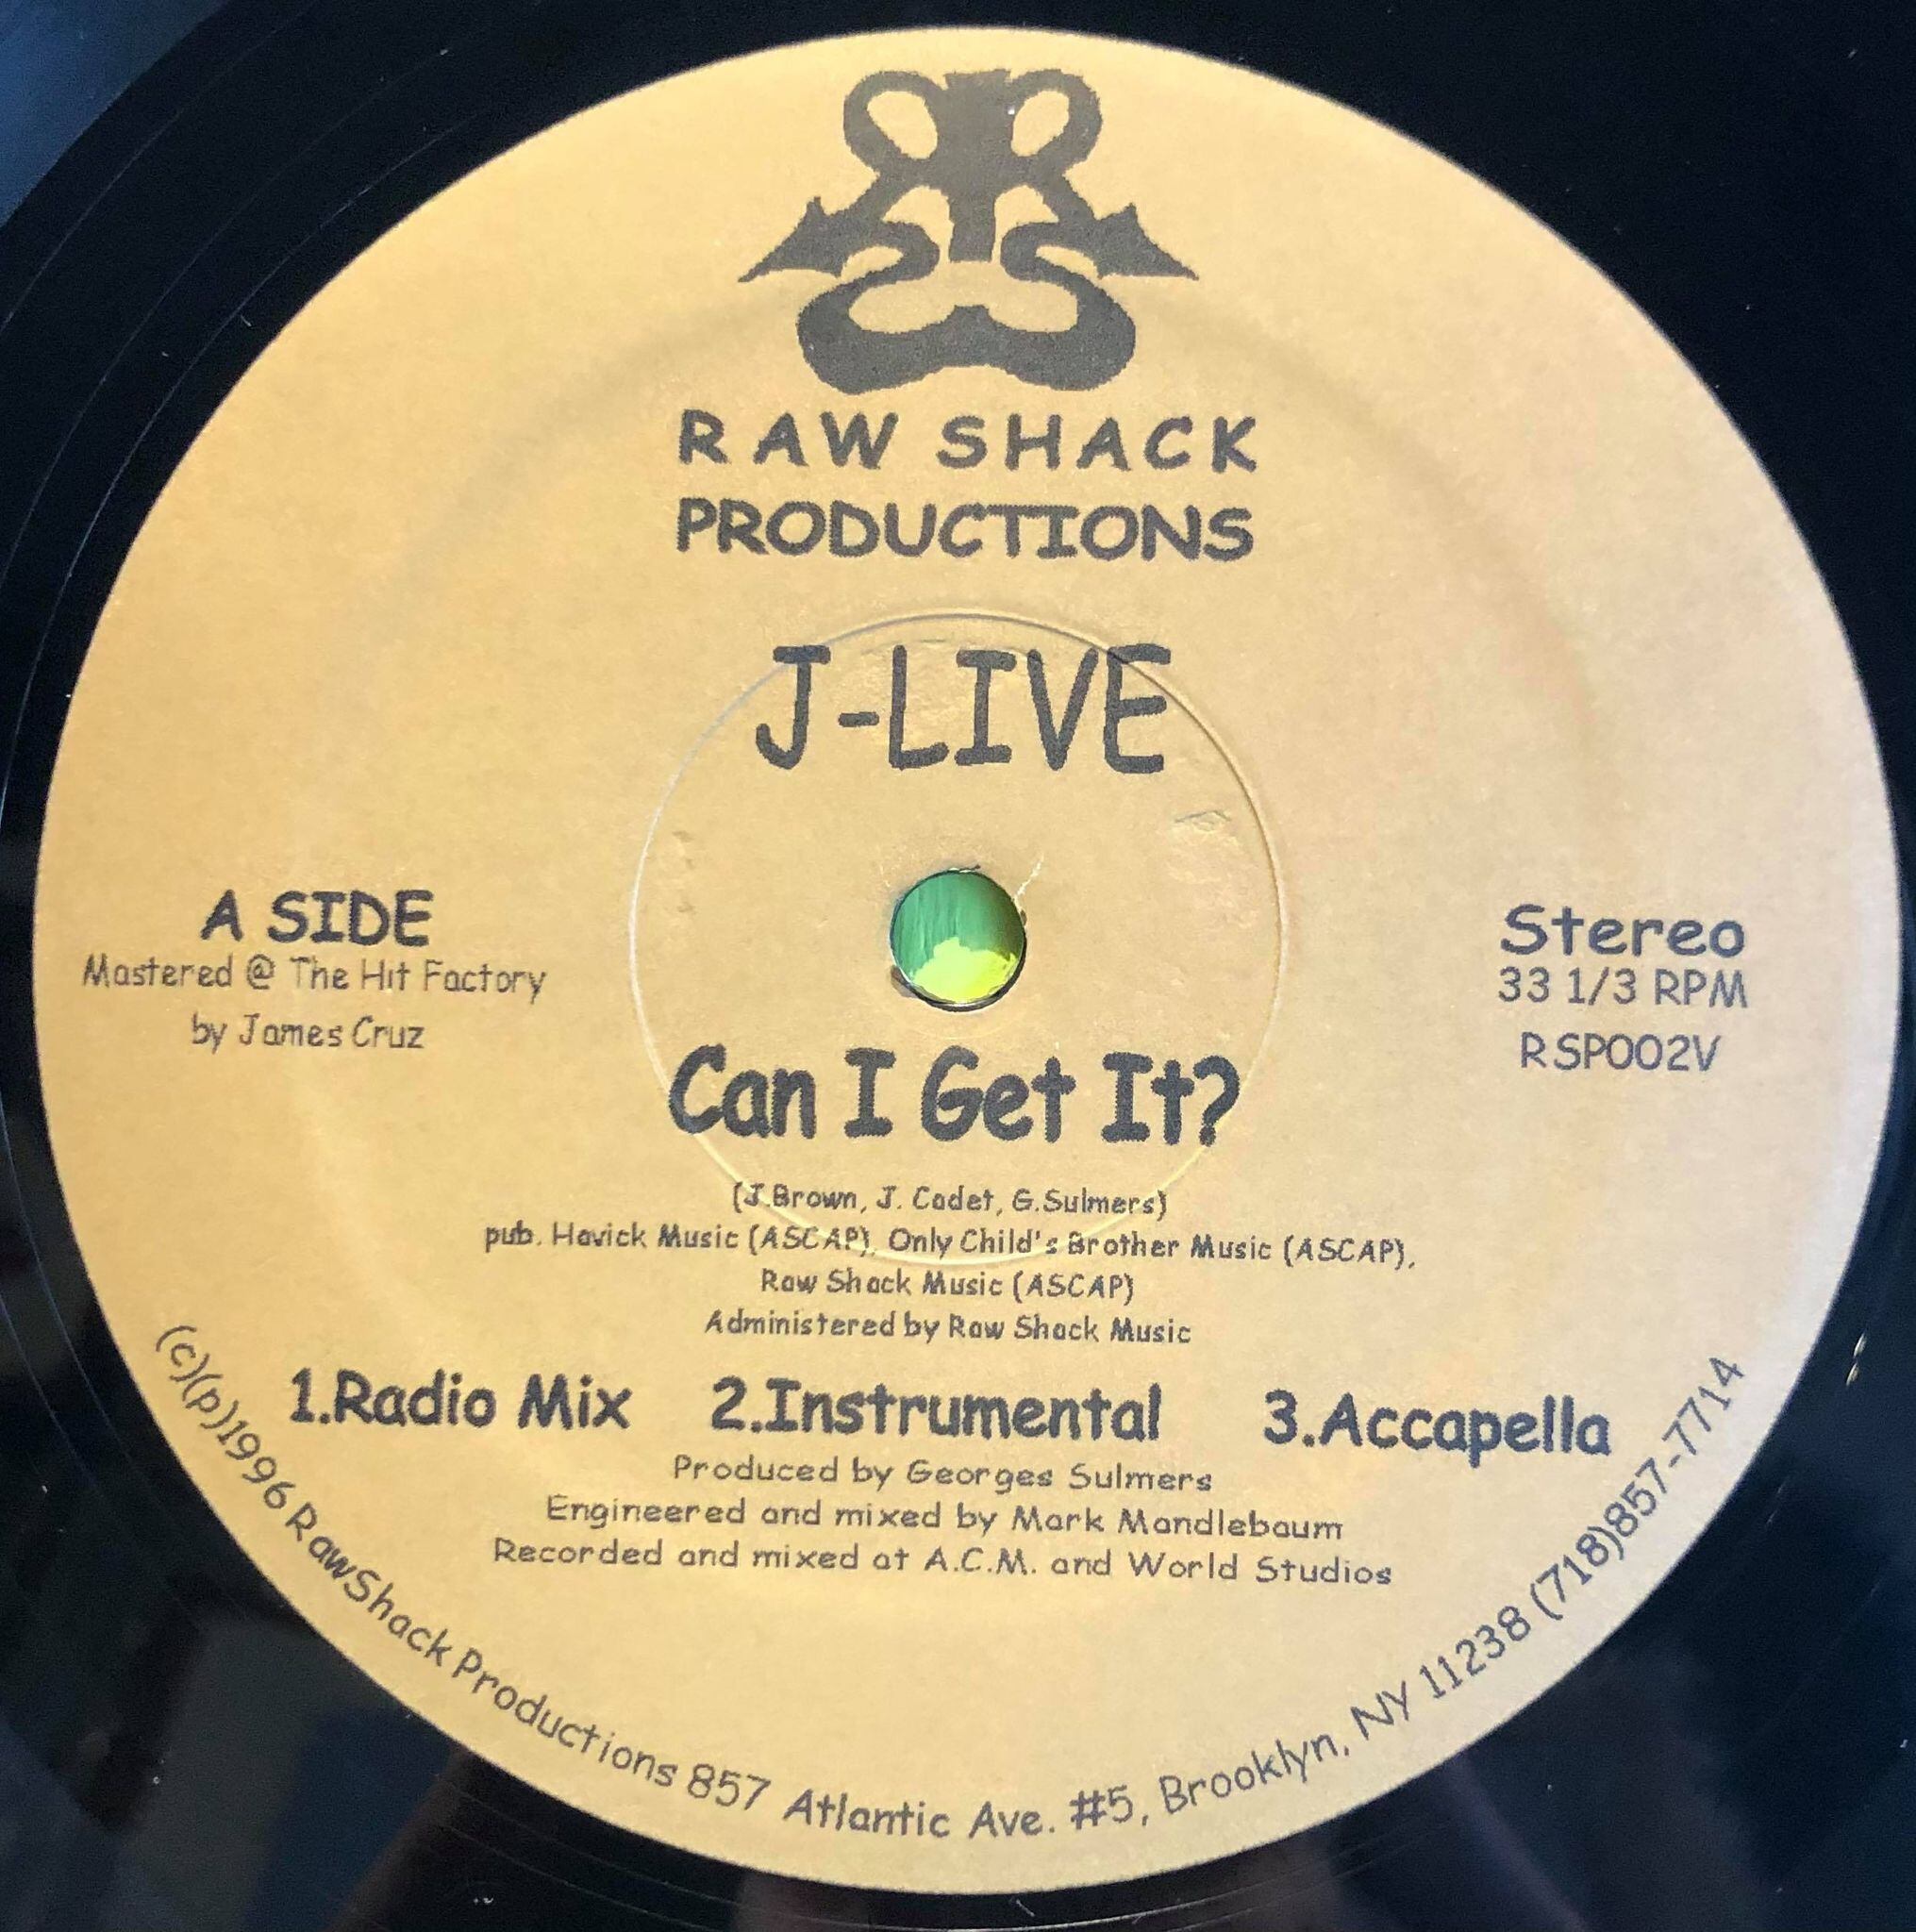 RAW SHACK
PRODUCTIONS
J-LIVE
A SIDE
Mastered @ The Hit Factory
by James Cruz
Stereo
33 1/3 RPM
RSP002V
Can I Get It?
(J.Brown, J. Cadet, G.Sulmers)
pub. Havick Music (ASCAP), Only Child's Brother Music (ASCAP),
Raw Shack Music (ASCAP)
Administered by Raw Shack Music
1.Radio Mix 2.Instrumental 3.Accapella
Produced by Georges Sulmers
Engineered and mixed by Mark Mandlebaum
Recorded and mixed at A.C.M. and World Studios
(c)(p)1996 RawShack Productions 857 Atlantic Ave. #5, Brooklyn, NY 11238 (718)857-7714